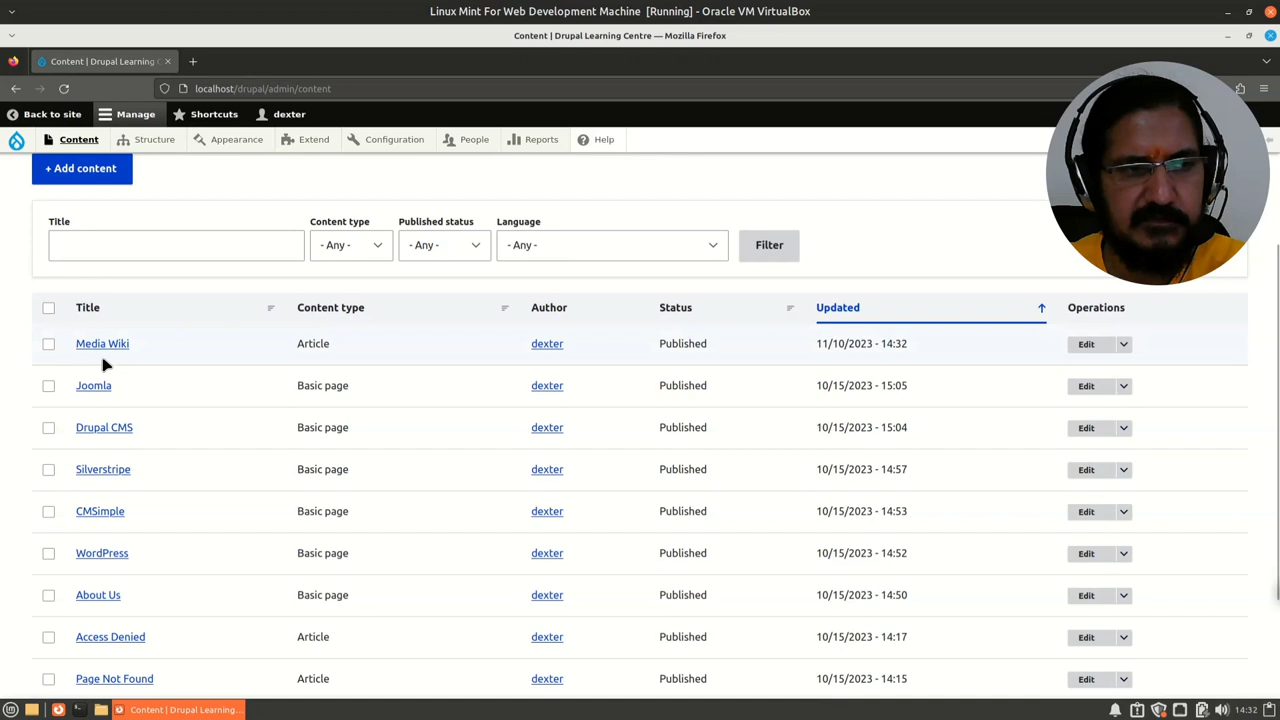 Linux Mint For Web Development Machine [Running] - Oracle VM VirtualBox
Content | Drupal Learning Centre — Mozilla Firefox
Content | Drupal Learning C
localhost/drupal/admin/content
Back to site Manage Shortcuts dexter
Content Structure Appearance Extend Configuration People Reports Help
+ Add content
Title Content type Published status Language
- Any - - Any - - Any - Filter
Title Content type Author Status Updated Operations
Media Wiki Article dexter Published 11/10/2023 - 14:32 Edit
Joomla Basic page dexter Published 10/15/2023 - 15:05 Edit
Drupal CMS Basic page dexter Published 10/15/2023 - 15:04 Edit
Silverstripe Basic page dexter Published 10/15/2023 - 14:57 Edit
CMSimple Basic page dexter Published 10/15/2023 - 14:53 Edit
WordPress Basic page dexter Published 10/15/2023 - 14:52 Edit
About Us Basic page dexter Published 10/15/2023 - 14:50 Edit
Access Denied Article dexter Published 10/15/2023 - 14:17 Edit
Page Not Found Article dexter Published 10/15/2023 - 14:15 Edit
Content | Drupal Learning... 14:32